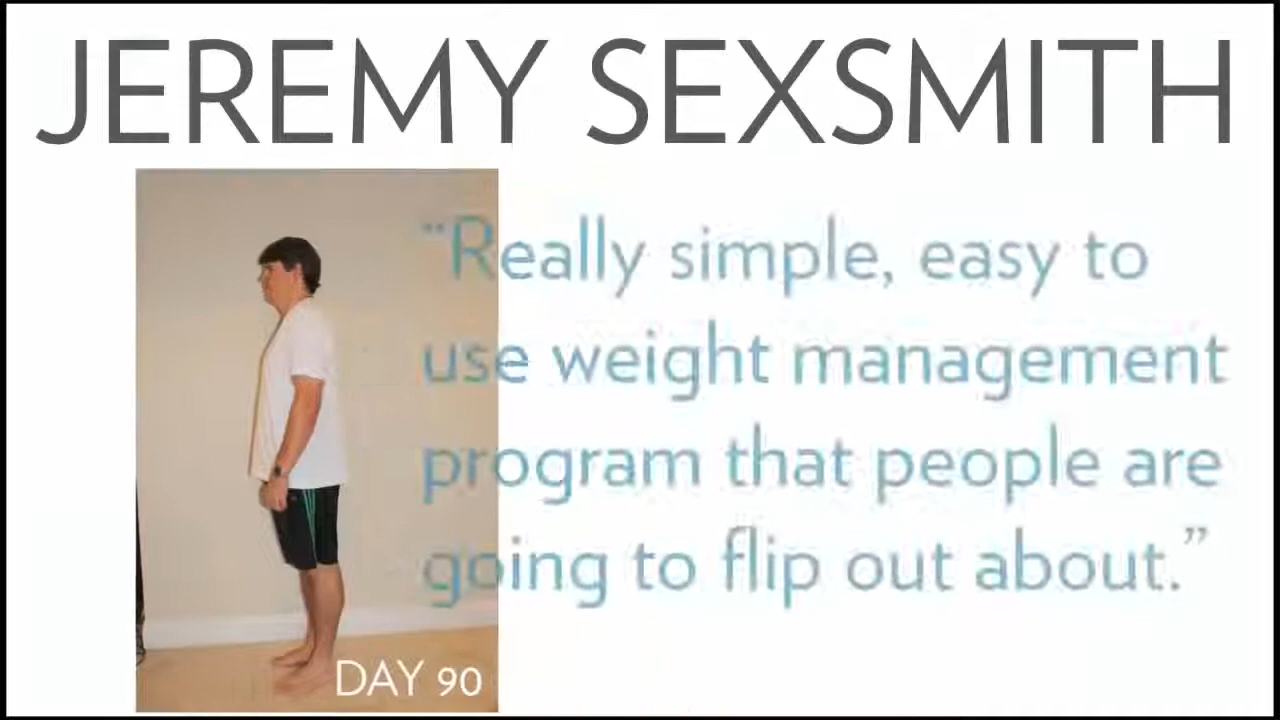 JEREMY SEXSMITH
“Really simple, easy to
use weight management
program that people are
going to flip out about.”
DAY 90